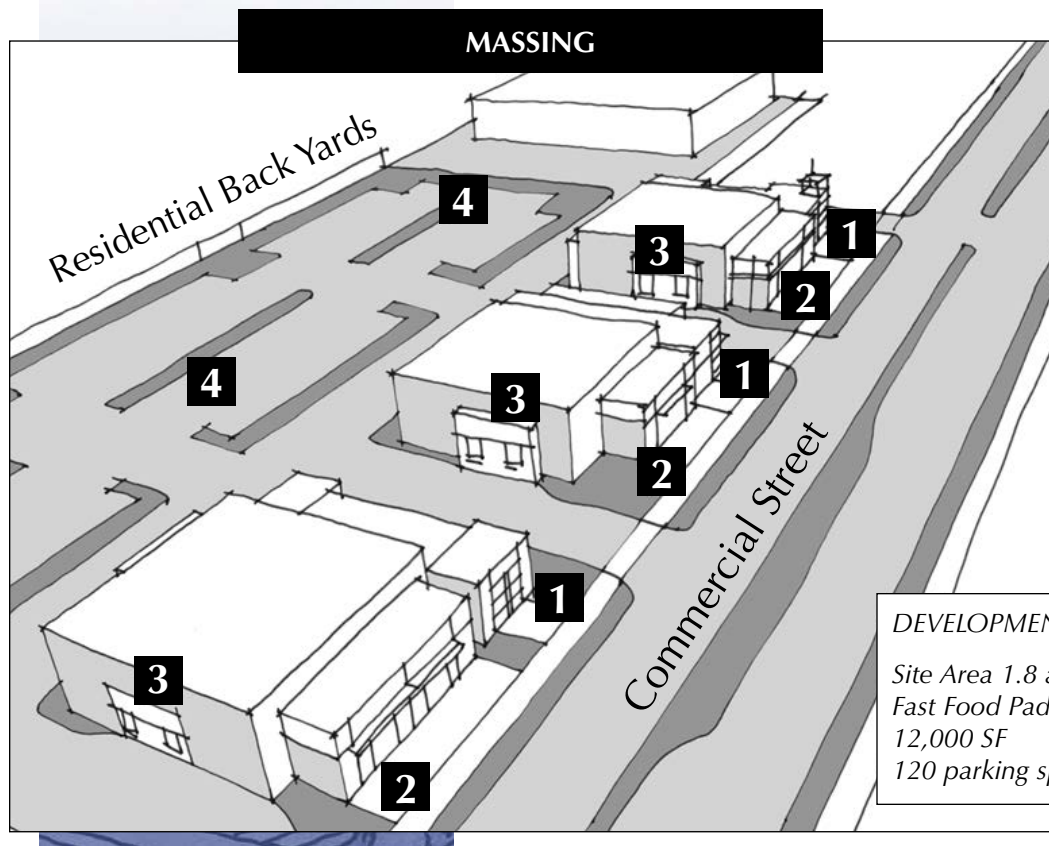 MASSING
Residential Back Yards
4
1
3
2
4
1
3
2
Commercial Street
1
3
2
DEVELOPMEN
Site Area 1.8 a
Fast Food Pad
12,000 SF
120 parking sp